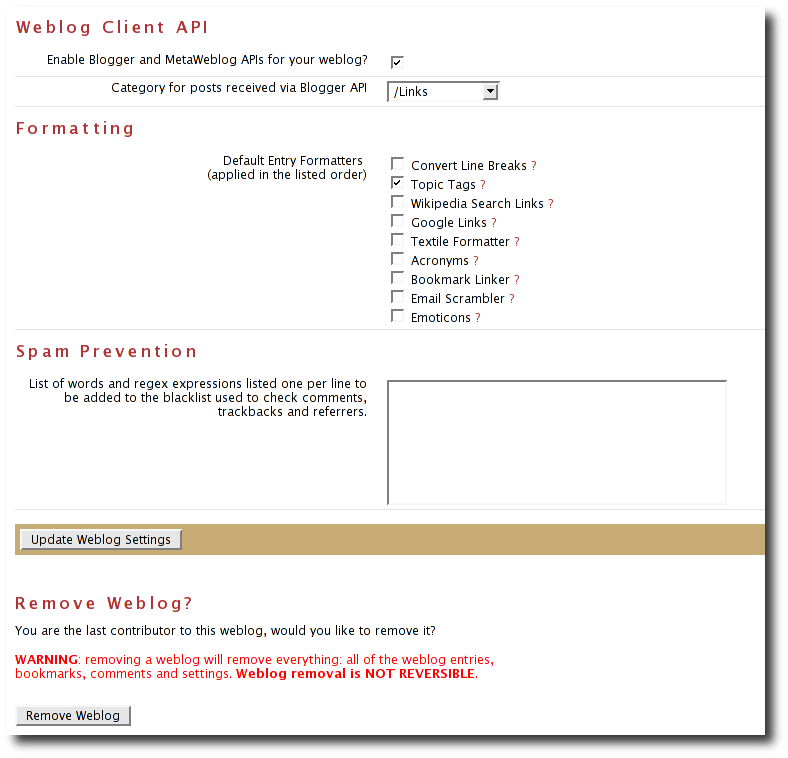 Weblog Client API
Enable Blogger and MetaWeblog APIs for your weblog?
Category for posts received via Blogger API
/Links
Formatting
Default Entry Formatters
(applied in the listed order)
Convert Line Breaks ?
Topic Tags ?
Wikipedia Search Links ?
Google Links ?
Textile Formatter ?
Acronyms ?
Bookmark Linker ?
Email Scrambler ?
Emoticons ?
Spam Prevention
List of words and regex expressions listed one per line to
be added to the blacklist used to check comments,
trackbacks and referrers.
Update Weblog Settings
Remove Weblog?
You are the last contributor to this weblog, would you like to remove it?
WARNING: removing a weblog will remove everything: all of the weblog entries,
bookmarks, comments and settings. Weblog removal is NOT REVERSIBLE.
Remove Weblog